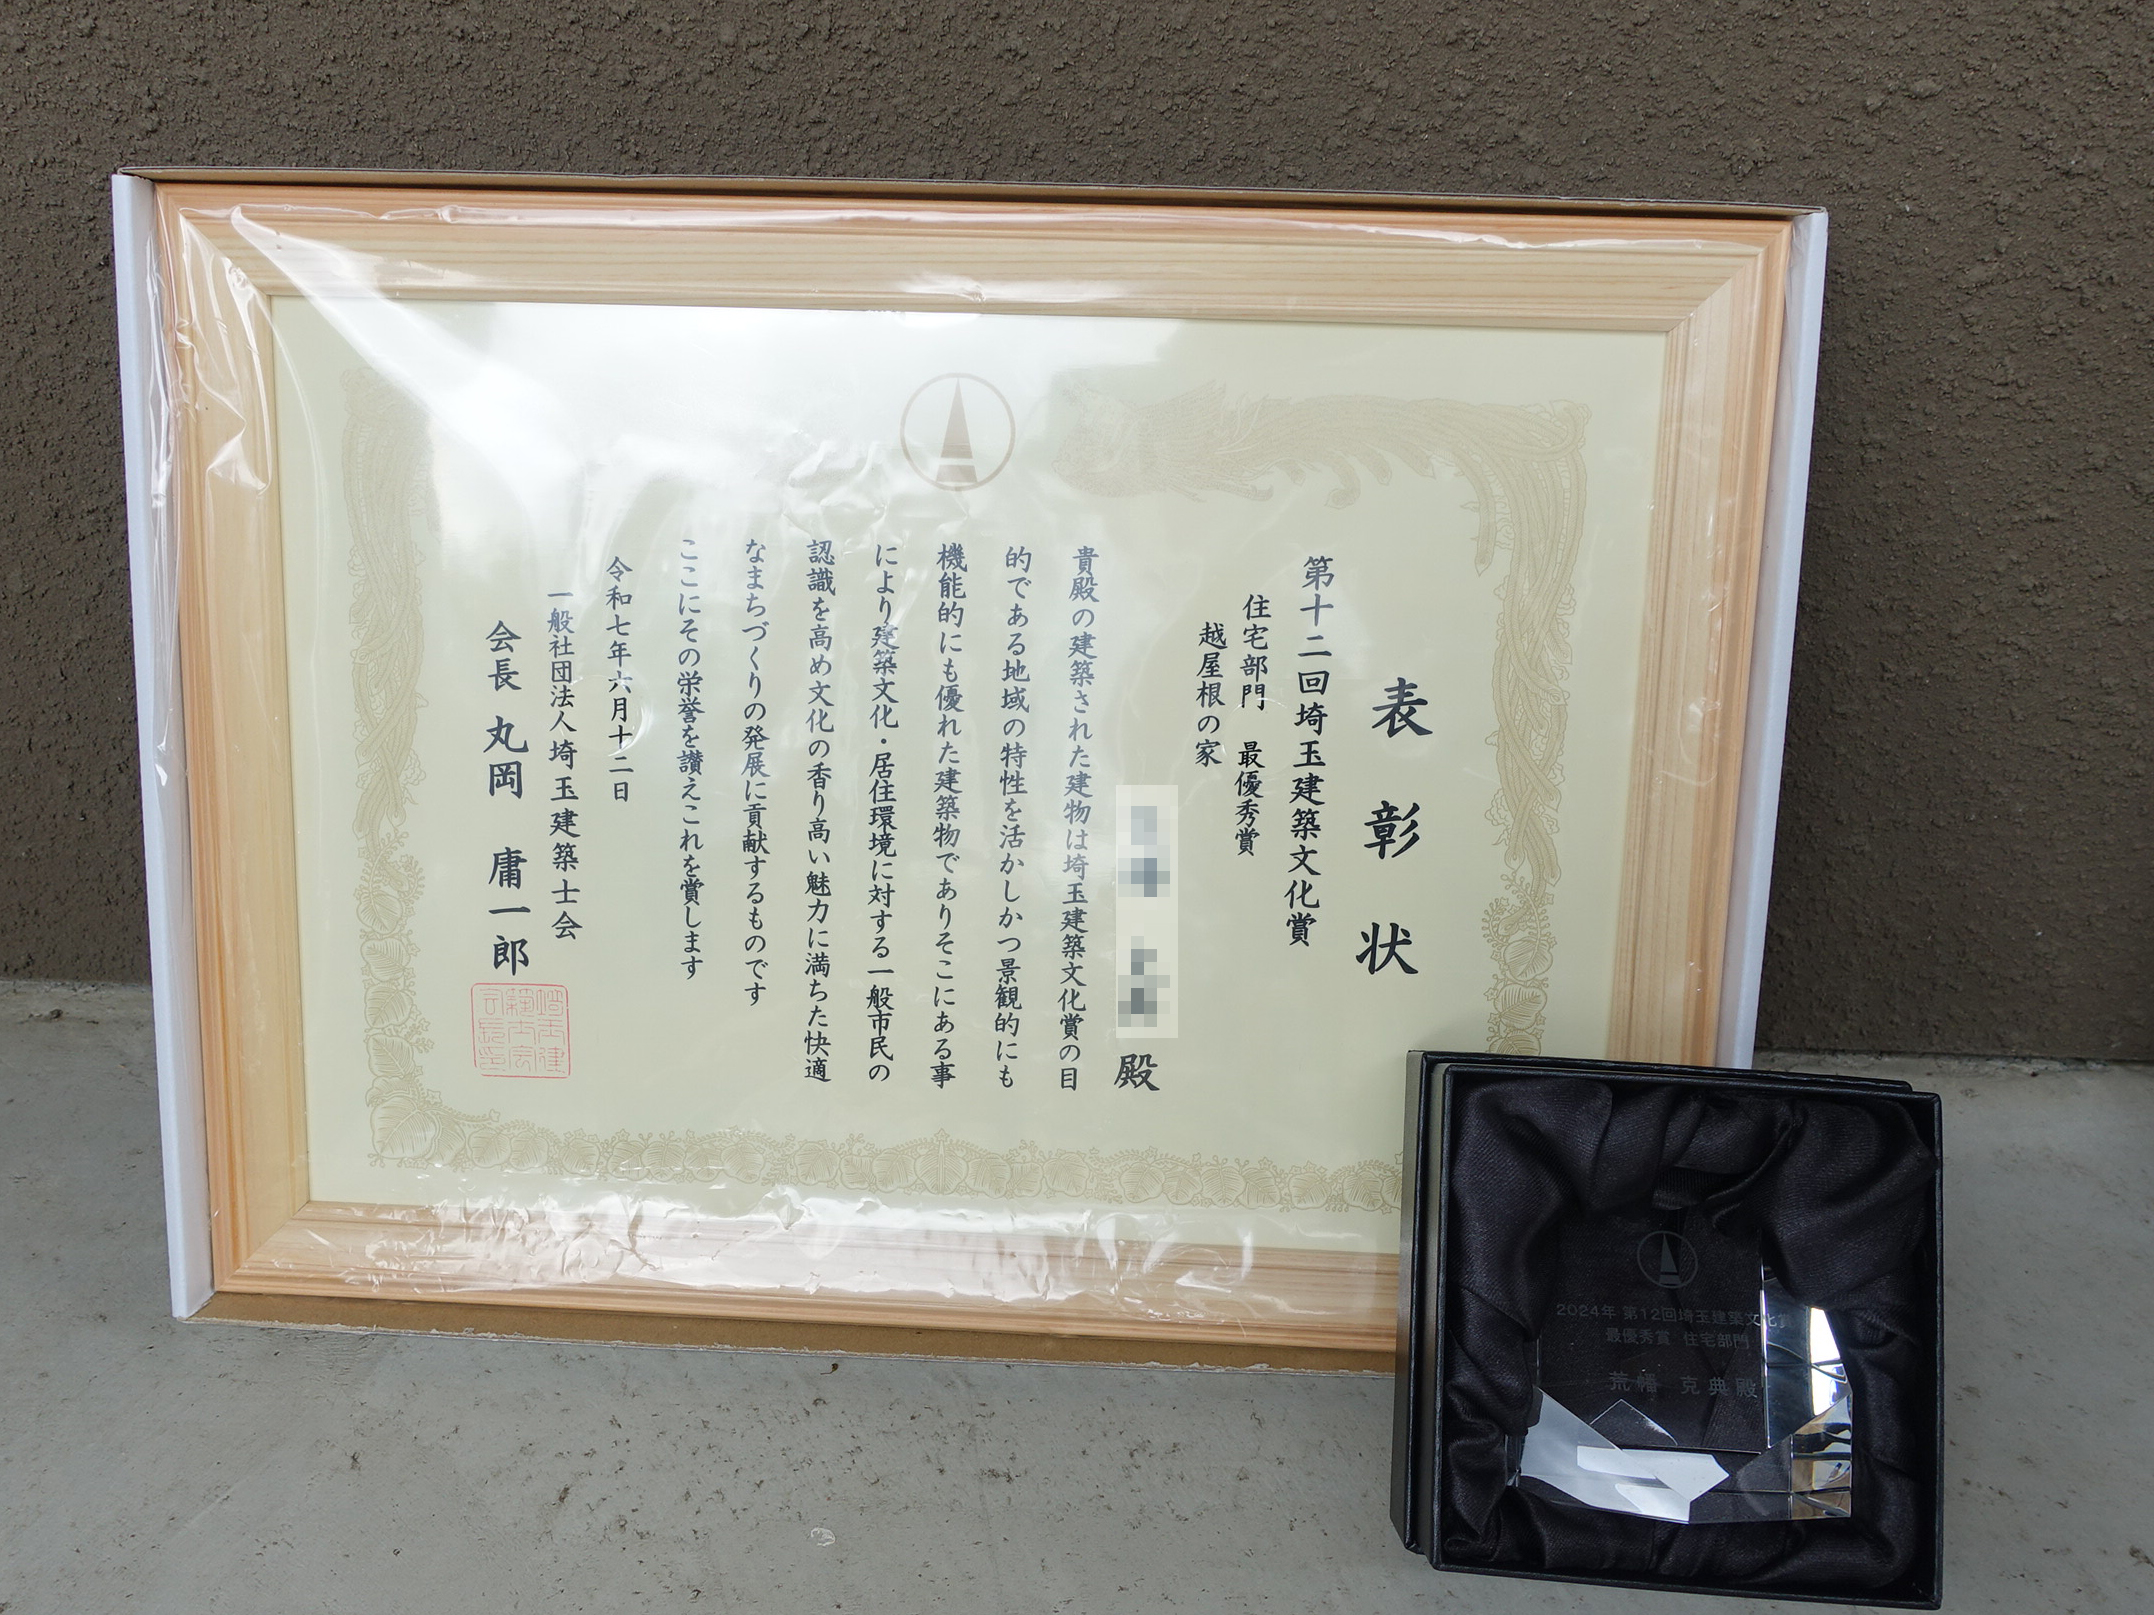 表彰状
第十二回埼玉建築文化賞
住宅部門 最優秀賞
越屋根の家
殿
貴殿の建築された建物は埼玉建築文化賞の目
的である地域の特性を活かしかつ景観的にも
機能的にも優れた建築物でありそこにある事
により建築文化・居住環境に対する一般市民の
認識を高め文化の香り高い魅力に満ちた快適
なまちづくりの発展に貢献するものです
ここにその栄誉を讃えこれを賞します
令和七年六月十二日
一般社団法人埼玉建築士会
会長 丸岡 庸一郎
2024年 第12回埼玉建築文化賞
最優秀賞 住宅部門
荒幡 克典殿